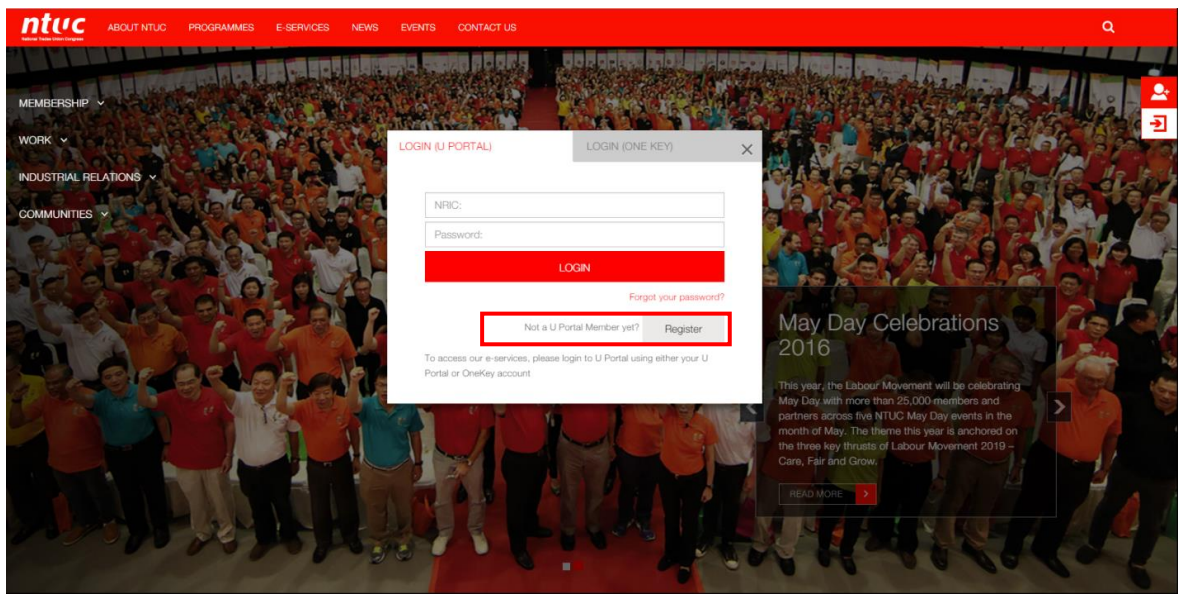 ntuc
National Trades Union Congress
ABOUT NTUC
PROGRAMMES
E-SERVICES
NEWS
EVENTS
CONTACT US
MEMBERSHIP
WORK
INDUSTRIAL RELATIONS
COMMUNITIES
LOGIN (U PORTAL)
LOGIN (ONE KEY)
NRIC:
Password:
LOGIN
Forgot your password?
Not a U Portal Member yet?
Register
To access our e-services, please login to U Portal using either your U
Portal or OneKey account
May Day Celebrations
2016
This year, the Labour Movement will be celebrating
May Day with more than 25,000 members and
partners across five NTUC May Day events in the
month of May. The theme this year is anchored on
the three key thrusts of Labour Movement 2019 –
Care, Fair and Grow.
READ MORE